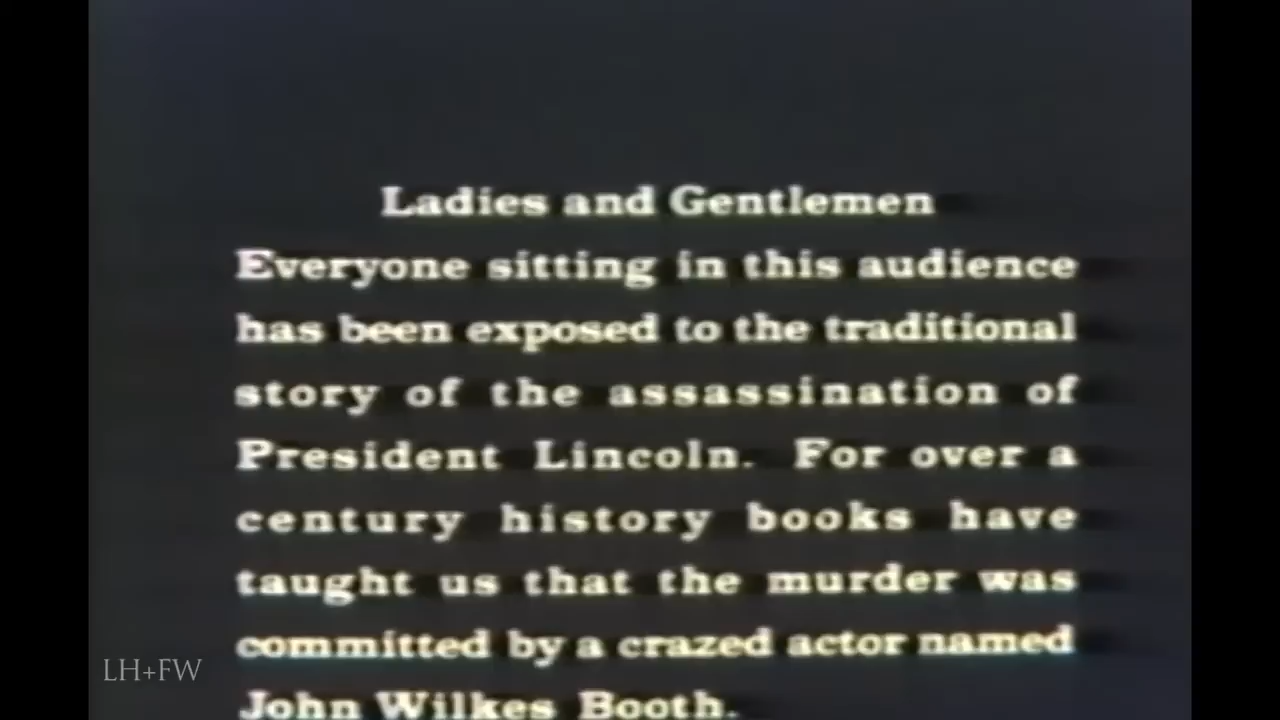 Ladies and Gentlemen
Everyone sitting in this audience
has been exposed to the traditional
story of the assassination of
President Lincoln. For over a
century history books have
taught us that the murder was
committed by a crazed actor named
John Wilkes Booth.
LH+FW